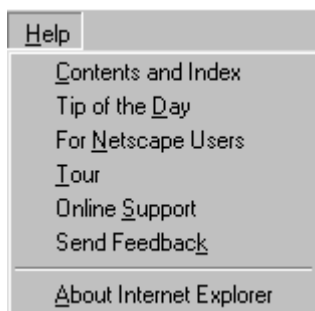 Help
Contents and Index
Tip of the Day
For Netscape Users
Tour
Online Support
Send Feedback
About Internet Explorer